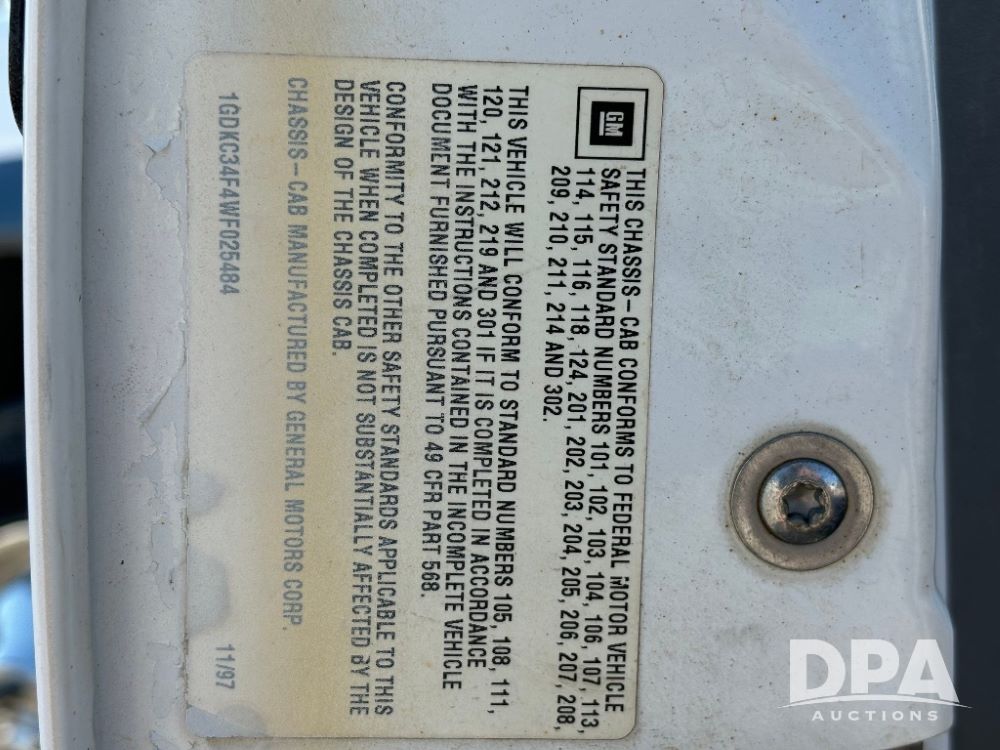 GM
THIS CHASSIS-CAB CONFORMS TO FEDERAL MOTOR VEHICLE
SAFETY STANDARD NUMBERS 101, 102, 103, 104, 106, 107, 113,
114, 115, 116, 118, 124, 201, 202, 203, 204, 205, 206, 207, 208,
209, 210, 211, 214 AND 302.
THIS VEHICLE WILL CONFORM TO STANDARD NUMBERS 105, 108, 111,
120, 121, 212, 219 AND 301 IF IT IS COMPLETED IN ACCORDANCE
WITH THE INSTRUCTIONS CONTAINED IN THE INCOMPLETE VEHICLE
DOCUMENT FURNISHED PURSUANT TO 49 CFR PART 568.
CONFORMITY TO THE OTHER SAFETY STANDARDS APPLICABLE TO THIS
VEHICLE WHEN COMPLETED IS NOT SUBSTANTIALLY AFFECTED BY THE
DESIGN OF THE CHASSIS CAB.
CHASSIS-CAB MANUFACTURED BY GENERAL MOTORS CORP.
1GDKC34F4WF025484 11/97
DPA
AUCTIONS